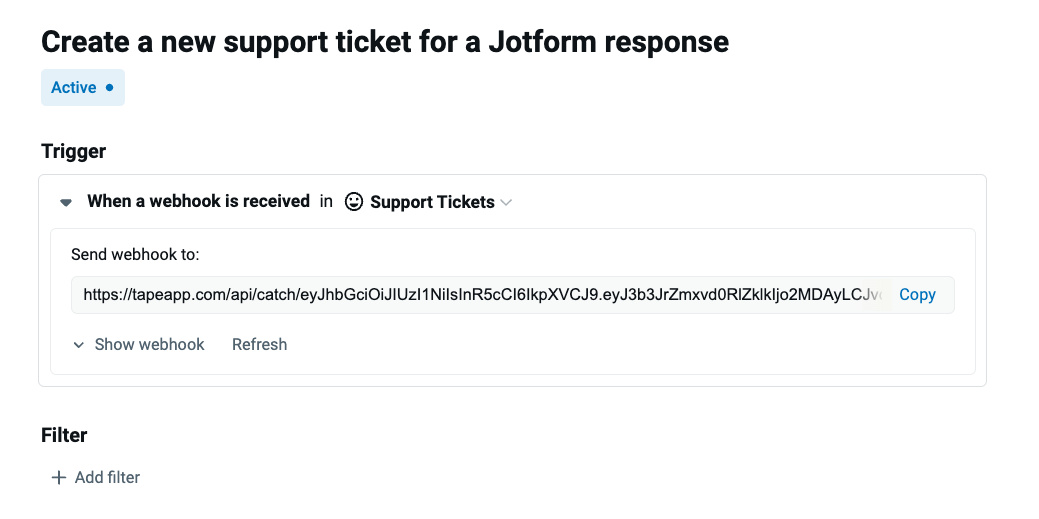 Create a new support ticket for a Jotform response
Active
Trigger
When a webhook is received in Support Tickets
Send webhook to:
https://tapeapp.com/api/catch/eyJhbGciOiJIUzI1NiIsInR5cCI6IkpXVCJ9.eyJ3b3JrZmxvd0RlZklkIjo2MDAyLCJv Copy
Show webhook Refresh
Filter
Add filter